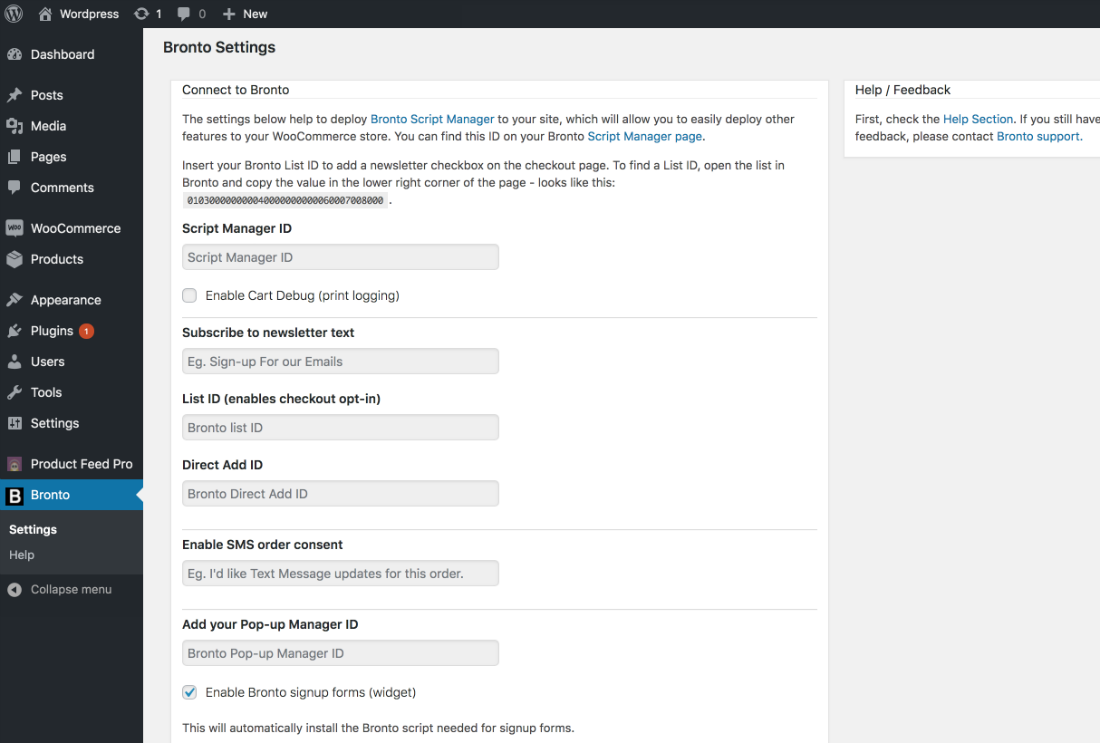 Wordpress 1 0 New
Dashboard
Posts
Media
Pages
Comments
WooCommerce
Products
Appearance
Plugins 1
Users
Tools
Settings
Product Feed Pro
Bronto
Settings
Help
Collapse menu
Bronto Settings
Connect to Bronto
The settings below help to deploy Bronto Script Manager to your site, which will allow you to easily deploy other
features to your WooCommerce store. You can find this ID on your Bronto Script Manager page.
Insert your Bronto List ID to add a newsletter checkbox on the checkout page. To find a List ID, open the list in
Bronto and copy the value in the lower right corner of the page - looks like this:
Script Manager ID
Script Manager ID
Enable Cart Debug (print logging)
Subscribe to newsletter text
Eg. Sign-up For our Emails
List ID (enables checkout opt-in)
Bronto list ID
Direct Add ID
Bronto Direct Add ID
Enable SMS order consent
Eg. I'd like Text Message updates for this order.
Add your Pop-up Manager ID
Bronto Pop-up Manager ID
Enable Bronto signup forms (widget)
This will automatically install the Bronto script needed for signup forms.
Help / Feedback
First, check the Help Section. If you still have
feedback, please contact Bronto support.